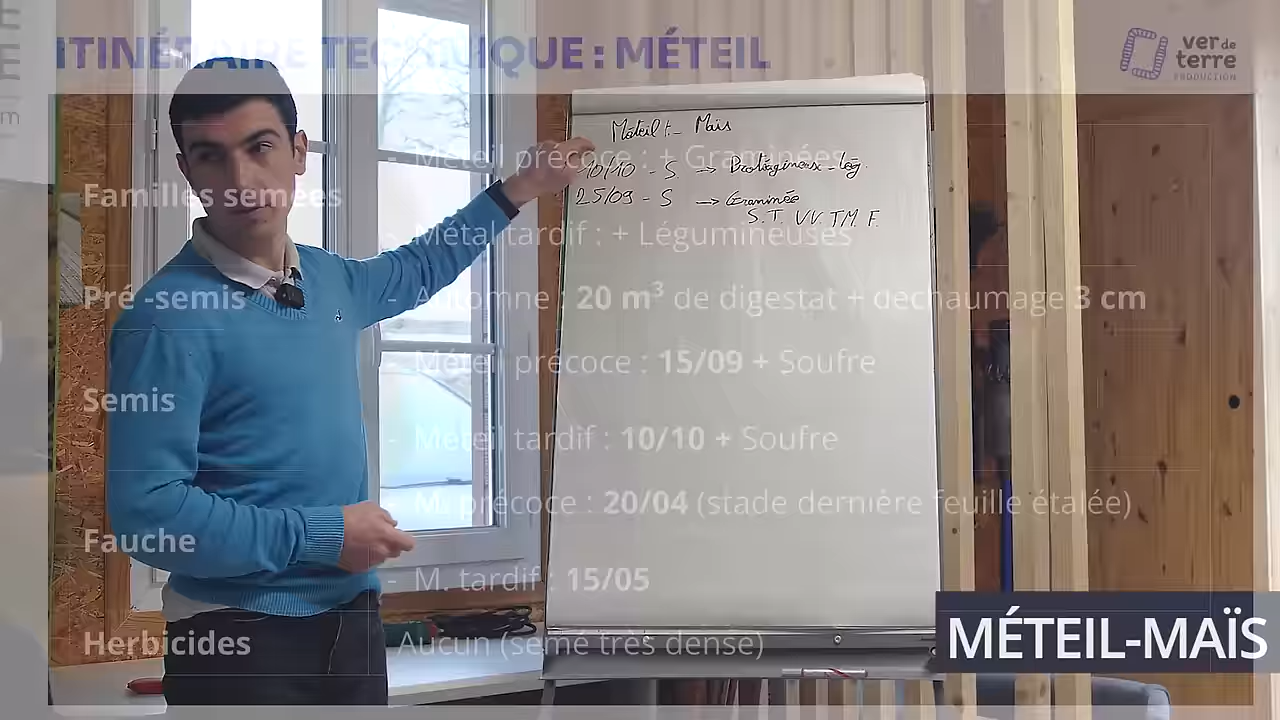 ITINÉRAIRE TECHNIQUE : MÉTEIL
ver de
terre
PRODUCTION
Méteil :- Maïs
10/10 - S → Protéagineux - Lég
25/09 - S → Graminée
S.T. VV. TM. F.
Familles semées
- Méteil précoce : + Graminées
- Métal tardif : + Légumineuses
Pré -semis
- Automne : 20 m³ de digestat + déchaumage 3 cm
Semis
- Méteil précoce : 15/09 + Soufre
- Méteil tardif : 10/10 + Soufre
Fauche
- M. précoce : 20/04 (stade dernière feuille étalée)
- M. tardif : 15/05
Herbicides
- Aucun (semé très dense)
MÉTEIL-MAÏS